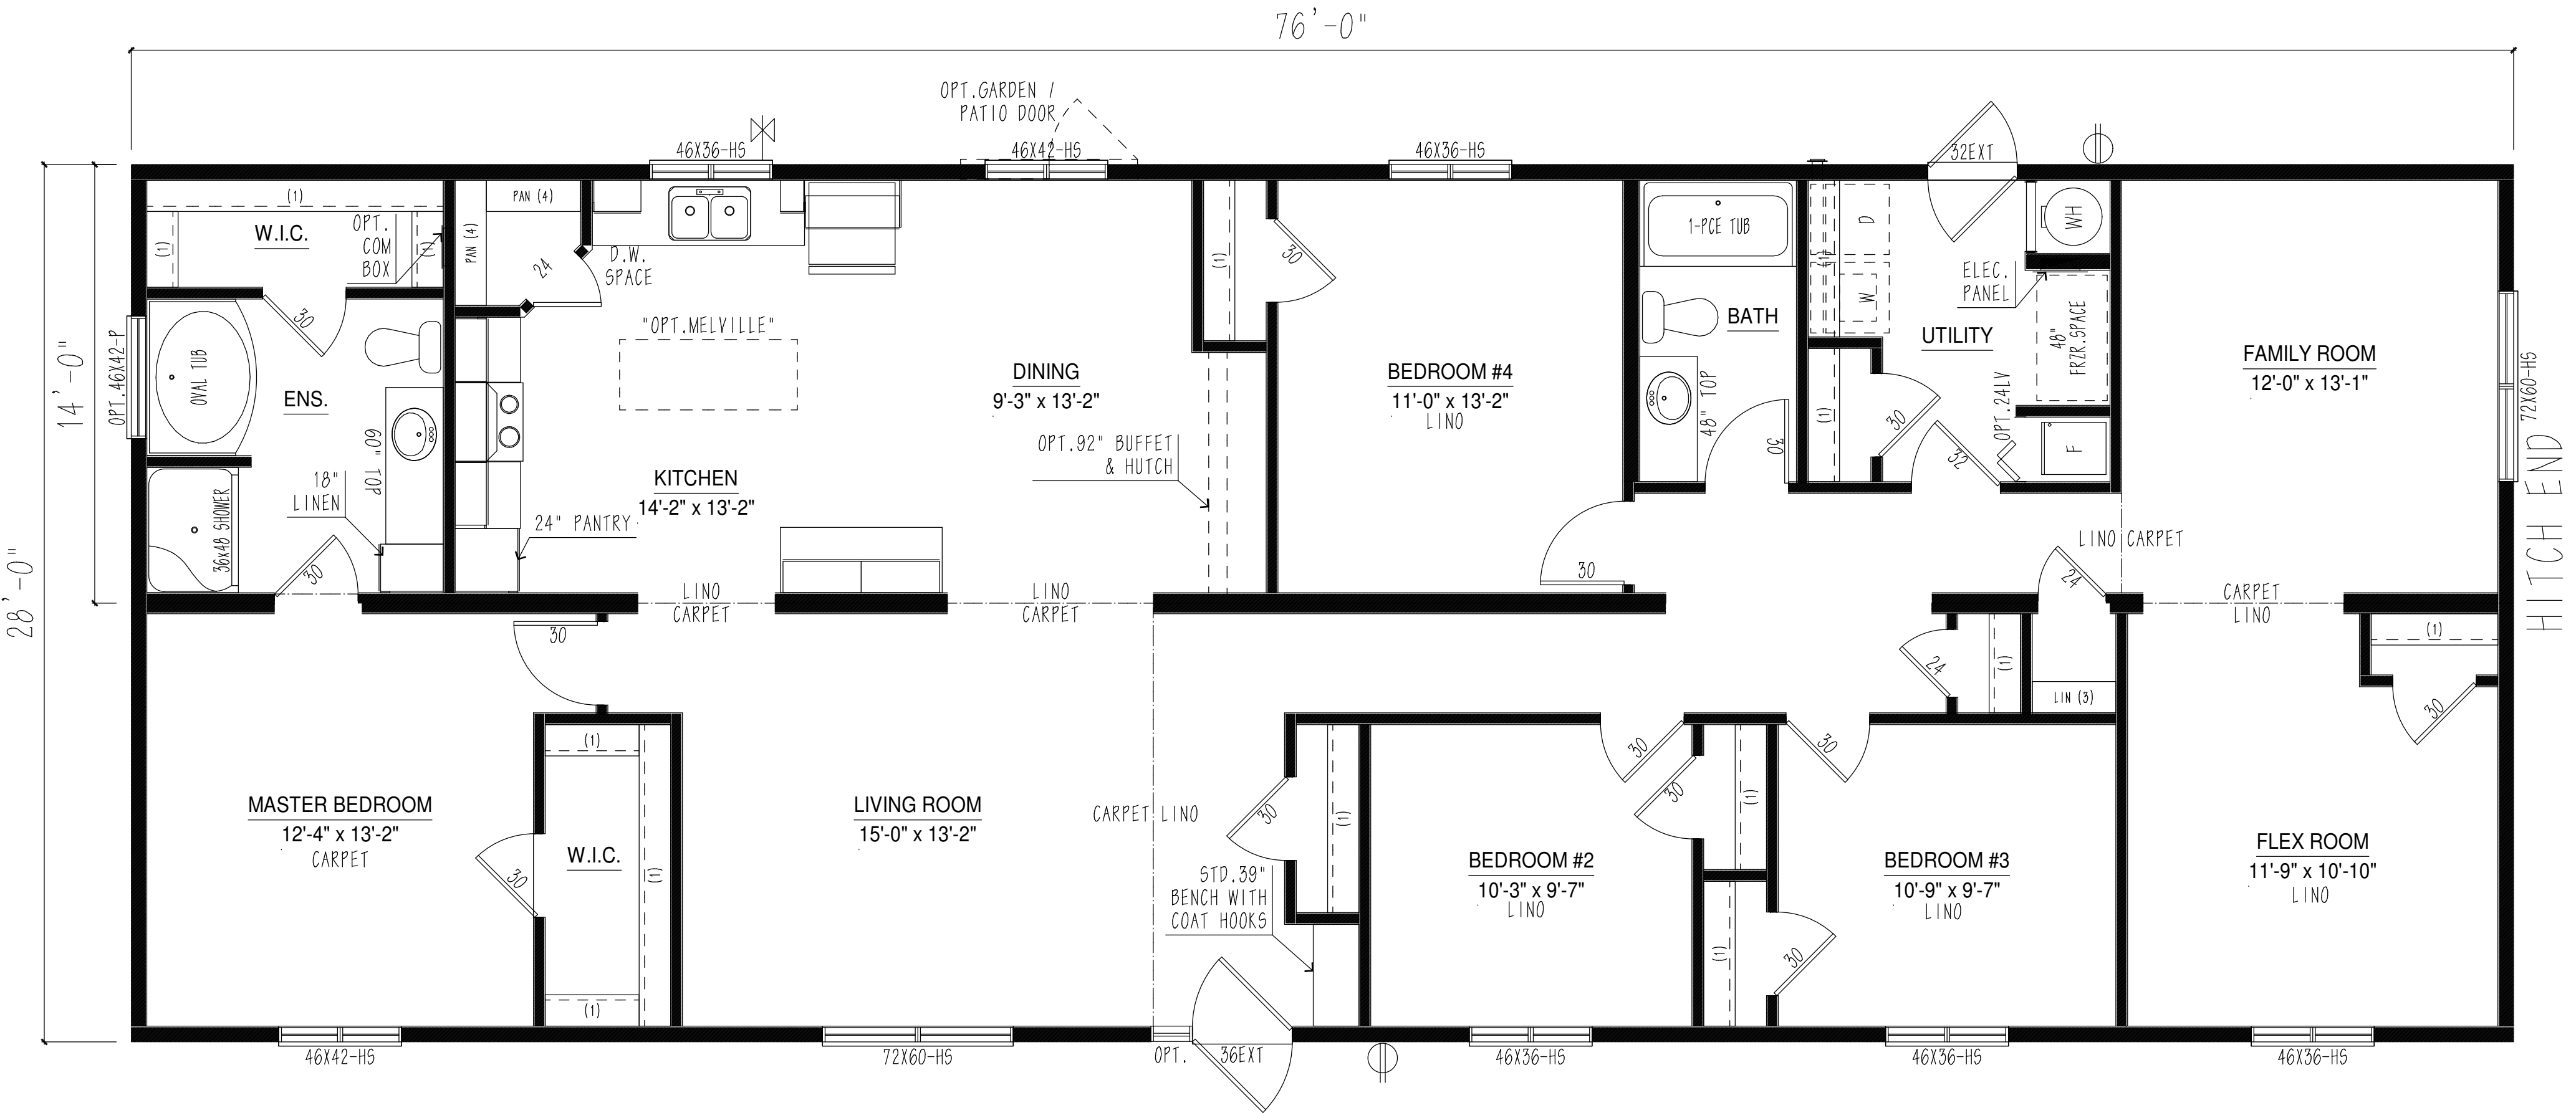 76'-0"
OPT.GARDEN /
PATIO DOOR
46X36-HS
46X42-HS
46X36-HS
32EXT
(1)
PAN (4)
W.I.C.
OPT.
COM
BOX
(1)
(1)
PAN (4)
24
D.W.
SPACE
(1)
30
1-PCE TUB
D
W
(1)
WH
ELEC.
PANEL
48"
FRZR.SPACE
30
OPT.46X42-P
OVAL TUB
ENS.
"OPT.MELVILLE"
DINING
9'-3" x 13'-2"
BEDROOM #4
11'-0" x 13'-2"
LINO
BATH
UTILITY
FAMILY ROOM
12'-0" x 13'-1"
72X60-HS
HITCH END
14'-0"
28'-0"
60" TOP
18"
LINEN
36x48 SHOWER
30
KITCHEN
14'-2" x 13'-2"
24" PANTRY
OPT.92" BUFFET
& HUTCH
48" TOP
30
(1)
30
OPT.24LV
32
F
30
LINO CARPET
24
LINO
CARPET
LINO
CARPET
CARPET
LINO
30
24
(1)
LIN (3)
(1)
30
(1)
30
30
30
(1)
MASTER BEDROOM
12'-4" x 13'-2"
CARPET
30
W.I.C.
(1)
(1)
LIVING ROOM
15'-0" x 13'-2"
CARPET LINO
30
(1)
STD.39"
BENCH WITH
COAT HOOKS
BEDROOM #2
10'-3" x 9'-7"
LINO
(1)
30
BEDROOM #3
10'-9" x 9'-7"
LINO
FLEX ROOM
11'-9" x 10'-10"
LINO
46X42-HS
72X60-HS
OPT.
36EXT
46X36-HS
46X36-HS
46X36-HS